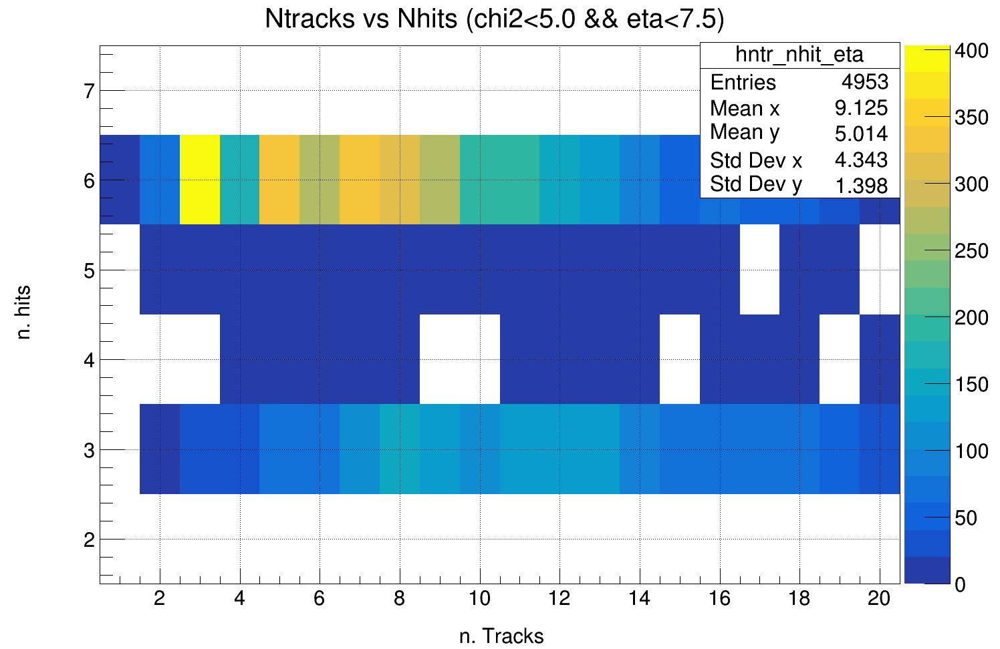 Ntracks vs Nhits (chi2<5.0 && eta<7.5)
hntr_nhit_eta
Entries 4953
Mean x 9.125
Mean y 5.014
Std Dev x 4.343
Std Dev y 1.398
400
350
300
250
200
150
100
50
0
7
6
5
4
3
2
n. hits
2 4 6 8 10 12 14 16 18 20
n. Tracks